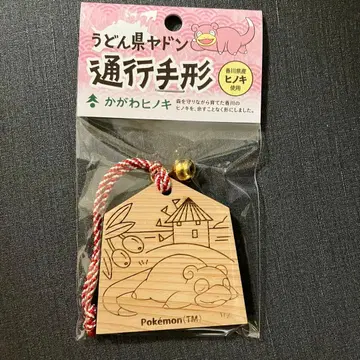 うどん県ヤドン
通行手形
香川県産
ヒノキ
使用
かがわヒノキ
森を守りながら育てた香川の
ヒノキを、余すことなく形にしました。
Pokémon(TM)